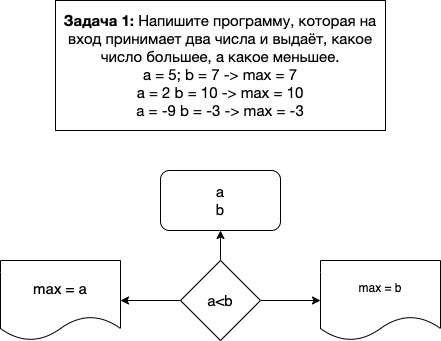 Задача 1: Напишите программу, которая на
вход принимает два числа и выдаёт, какое
число большее, а какое меньшее.
a = 5; b = 7 -> max = 7
a = 2 b = 10 -> max = 10
a = -9 b = -3 -> max = -3
a
b
max = a
a<b
max = b